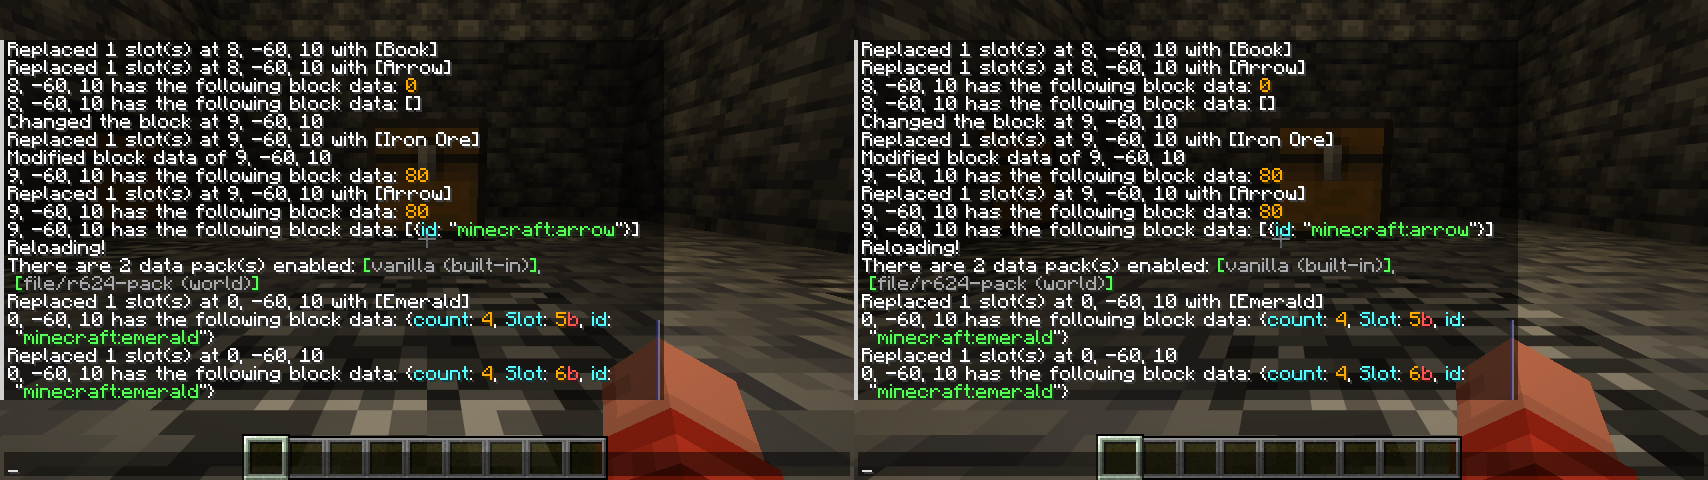 Replaced 1 slot(s) at 8, -60, 10 with [Book]
Replaced 1 slot(s) at 8, -60, 10 with [Arrow]
8, -60, 10 has the following block data: 0
8, -60, 10 has the following block data: []
Changed the block at 9, -60, 10
Replaced 1 slot(s) at 9, -60, 10 with [Iron Ore]
Modified block data of 9, -60, 10
9, -60, 10 has the following block data: 80
Replaced 1 slot(s) at 9, -60, 10 with [Arrow]
9, -60, 10 has the following block data: 80
9, -60, 10 has the following block data: [{id: "minecraft:arrow"}]
Reloading!
There are 2 data pack(s) enabled: [vanilla (built-in)],
[file/r624-pack (world)]
Replaced 1 slot(s) at 0, -60, 10 with [Emerald]
0, -60, 10 has the following block data: {count: 4, Slot: 5b, id:
"minecraft:emerald"}
Replaced 1 slot(s) at 0, -60, 10
0, -60, 10 has the following block data: {count: 4, Slot: 6b, id:
"minecraft:emerald"}
_
Replaced 1 slot(s) at 8, -60, 10 with [Book]
Replaced 1 slot(s) at 8, -60, 10 with [Arrow]
8, -60, 10 has the following block data: 0
8, -60, 10 has the following block data: []
Changed the block at 9, -60, 10
Replaced 1 slot(s) at 9, -60, 10 with [Iron Ore]
Modified block data of 9, -60, 10
9, -60, 10 has the following block data: 80
Replaced 1 slot(s) at 9, -60, 10 with [Arrow]
9, -60, 10 has the following block data: 80
9, -60, 10 has the following block data: [{id: "minecraft:arrow"}]
Reloading!
There are 2 data pack(s) enabled: [vanilla (built-in)],
[file/r624-pack (world)]
Replaced 1 slot(s) at 0, -60, 10 with [Emerald]
0, -60, 10 has the following block data: {count: 4, Slot: 5b, id:
"minecraft:emerald"}
Replaced 1 slot(s) at 0, -60, 10
0, -60, 10 has the following block data: {count: 4, Slot: 6b, id:
"minecraft:emerald"}
_